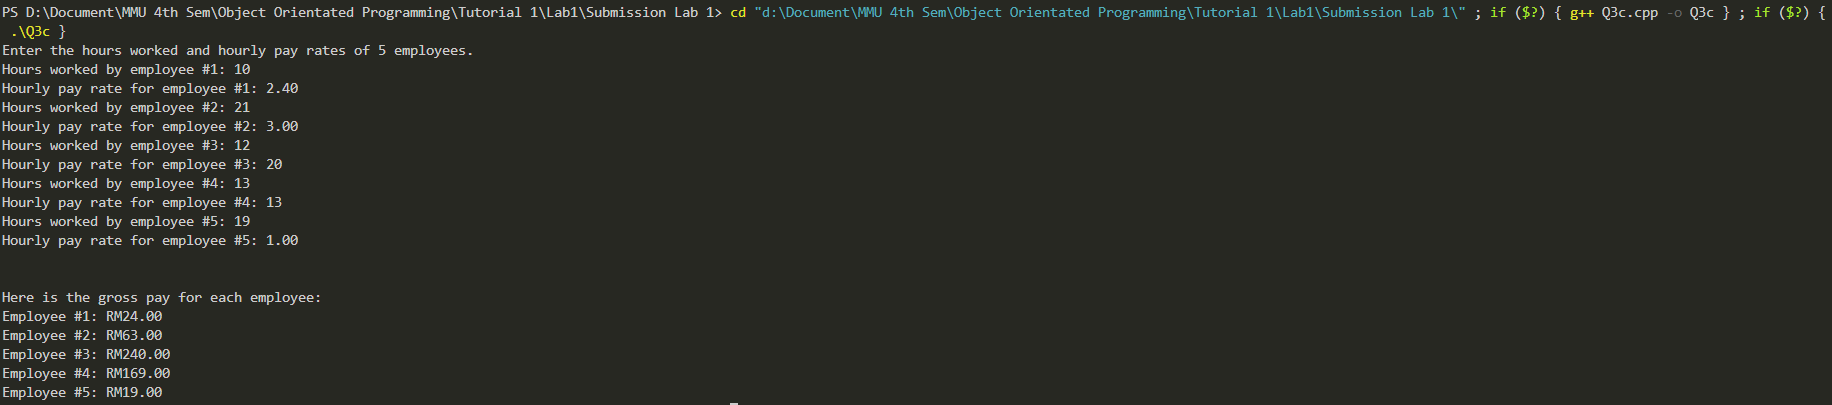 PS D:\Document\MMU 4th Sem\Object Orientated Programming\Tutorial 1\Lab1\Submission Lab 1> cd "d:\Document\MMU 4th Sem\Object Orientated Programming\Tutorial 1\Lab1\Submission Lab 1\" ; if ($?) { g++ Q3c.cpp -o Q3c } ; if ($?) {
.\Q3c }
Enter the hours worked and hourly pay rates of 5 employees.
Hours worked by employee #1: 10
Hourly pay rate for employee #1: 2.40
Hours worked by employee #2: 21
Hourly pay rate for employee #2: 3.00
Hours worked by employee #3: 12
Hourly pay rate for employee #3: 20
Hours worked by employee #4: 13
Hourly pay rate for employee #4: 13
Hours worked by employee #5: 19
Hourly pay rate for employee #5: 1.00
Here is the gross pay for each employee:
Employee #1: RM24.00
Employee #2: RM63.00
Employee #3: RM240.00
Employee #4: RM169.00
Employee #5: RM19.00